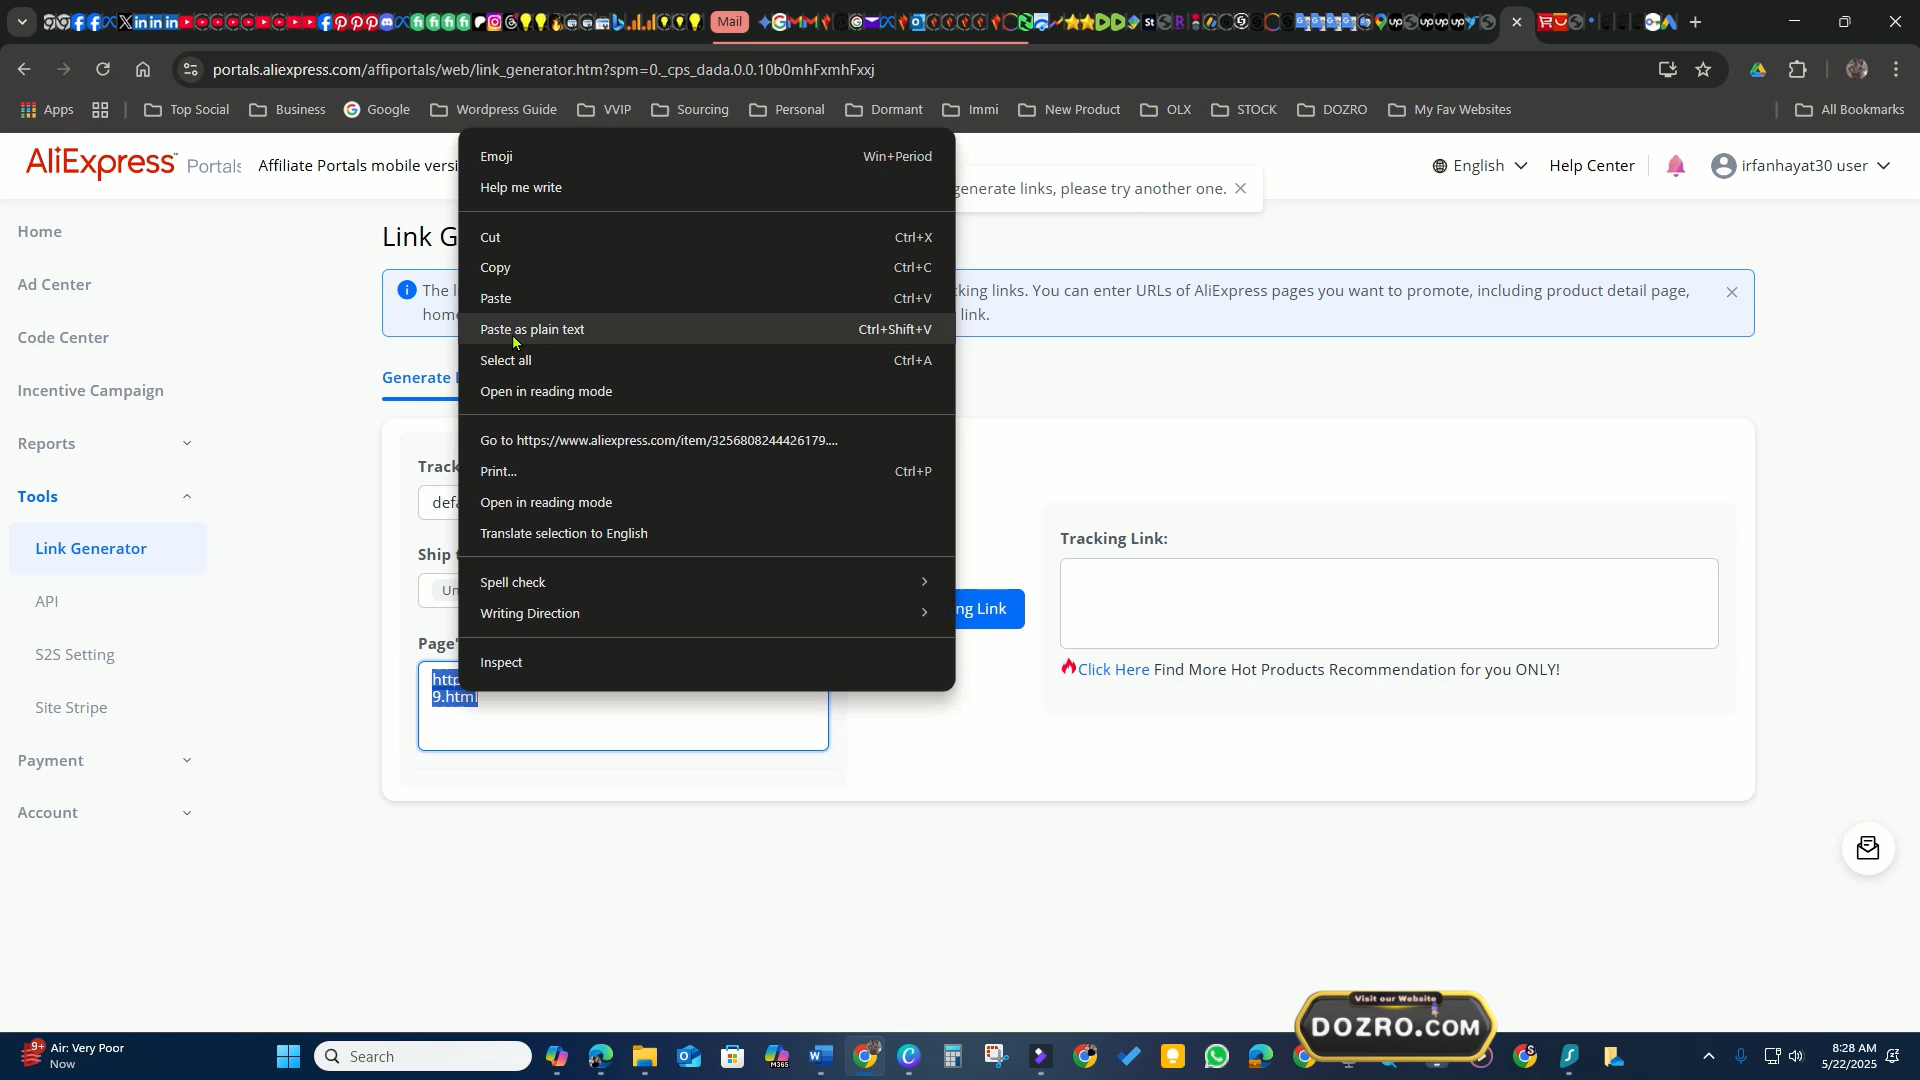 Mail
portals.aliexpress.com/affiportals/web/link_generator.htm?spm=0._cps_dada.0.0.10b0mhFxmhFxxj
Apps
Top Social
Business
Google
Wordpress Guide
VVIP
Sourcing
Personal
Dormant
Immi
New Product
OLX
STOCK
DOZRO
My Fav Websites
All Bookmarks
AliExpress Portals
Affiliate Portals mobile versi
English
Help Center
irfanhayat30 user
generate links, please try another one.
Home
Ad Center
Code Center
Incentive Campaign
Reports
Tools
Link Generator
API
S2S Setting
Site Stripe
Payment
Account
Link G
The l
king links. You can enter URLs of AliExpress pages you want to promote, including product detail page,
hom
link.
Generate
Track
defa
Ship t
Un
Page'
http
9.html
ng Link
Tracking Link:
Click Here Find More Hot Products Recommendation for you ONLY!
Emoji Win+Period
Help me write
Cut Ctrl+X
Copy Ctrl+C
Paste Ctrl+V
Paste as plain text Ctrl+Shift+V
Select all Ctrl+A
Open in reading mode
Go to https://www.aliexpress.com/item/3256808244426179....
Print... Ctrl+P
Open in reading mode
Translate selection to English
Spell check
Writing Direction
Inspect
Visit our Website
DOZRO.COM
9+
Air: Very Poor
Now
Search
M365
8:28 AM
5/22/2025